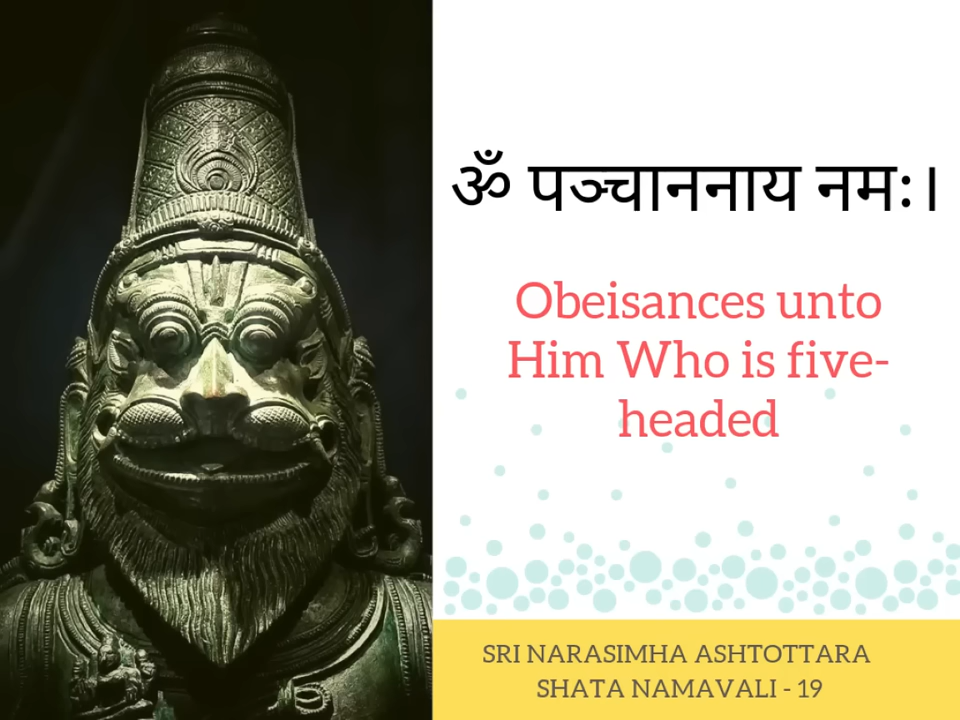 ॐ पञ्चाननाय नमः।
Obeisances unto
Him Who is five-
headed
SRI NARASIMHA ASHTOTTARA
SHATA NAMAVALI - 19